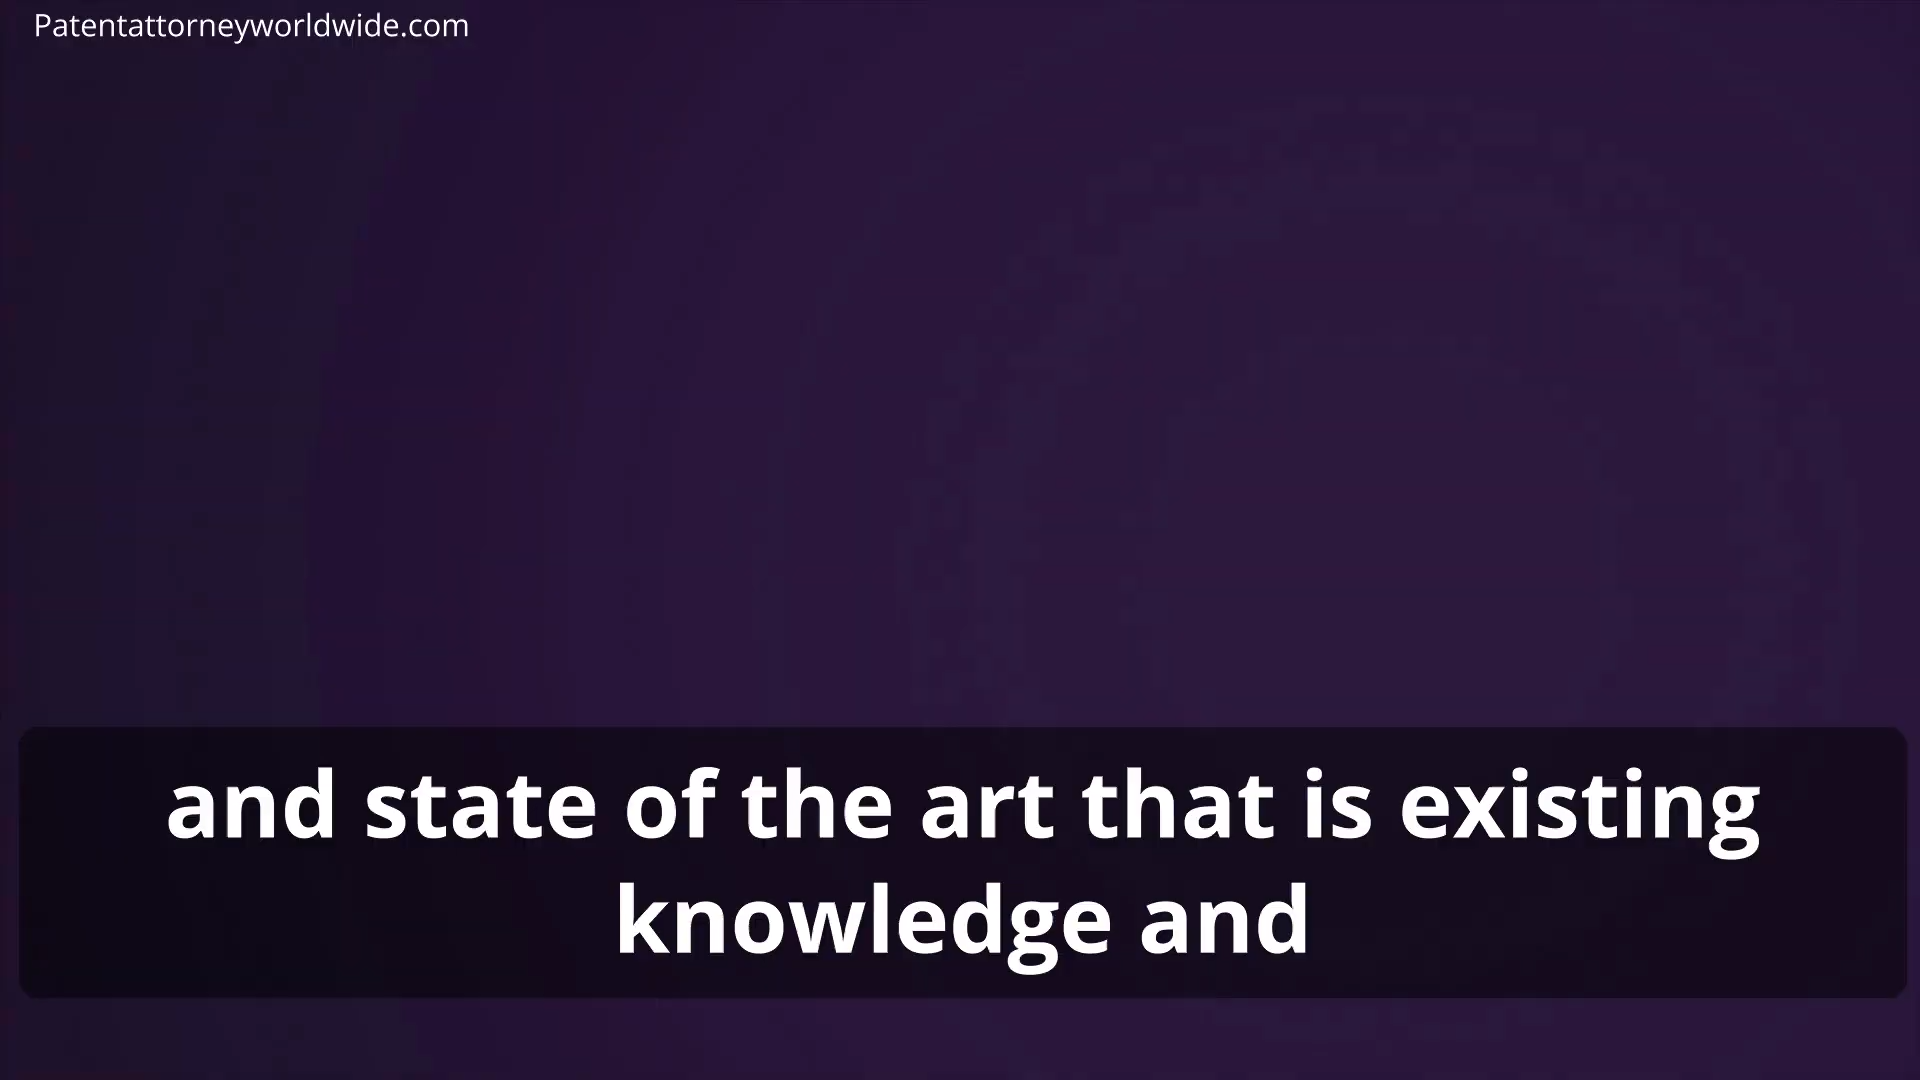 Patentattorneyworldwide.com
and state of the art that is existing
knowledge and